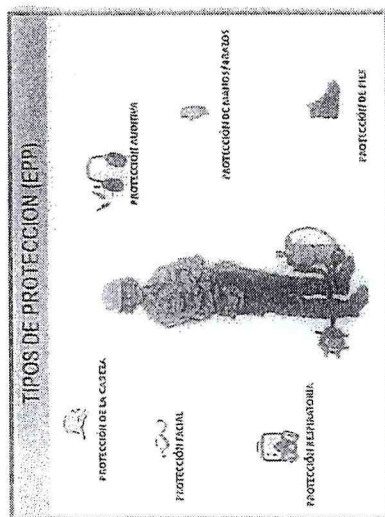 TIPOS DE PROTECCIÓN (EPP)
PROTECCIÓN DE LA CABEZA
PROTECCIÓN FACIAL
PROTECCIÓN RESPIRATORIA
PROTECCIÓN AUDITIVA
PROTECCIÓN DE MANOS/BRAZOS
PROTECCIÓN DE PIES